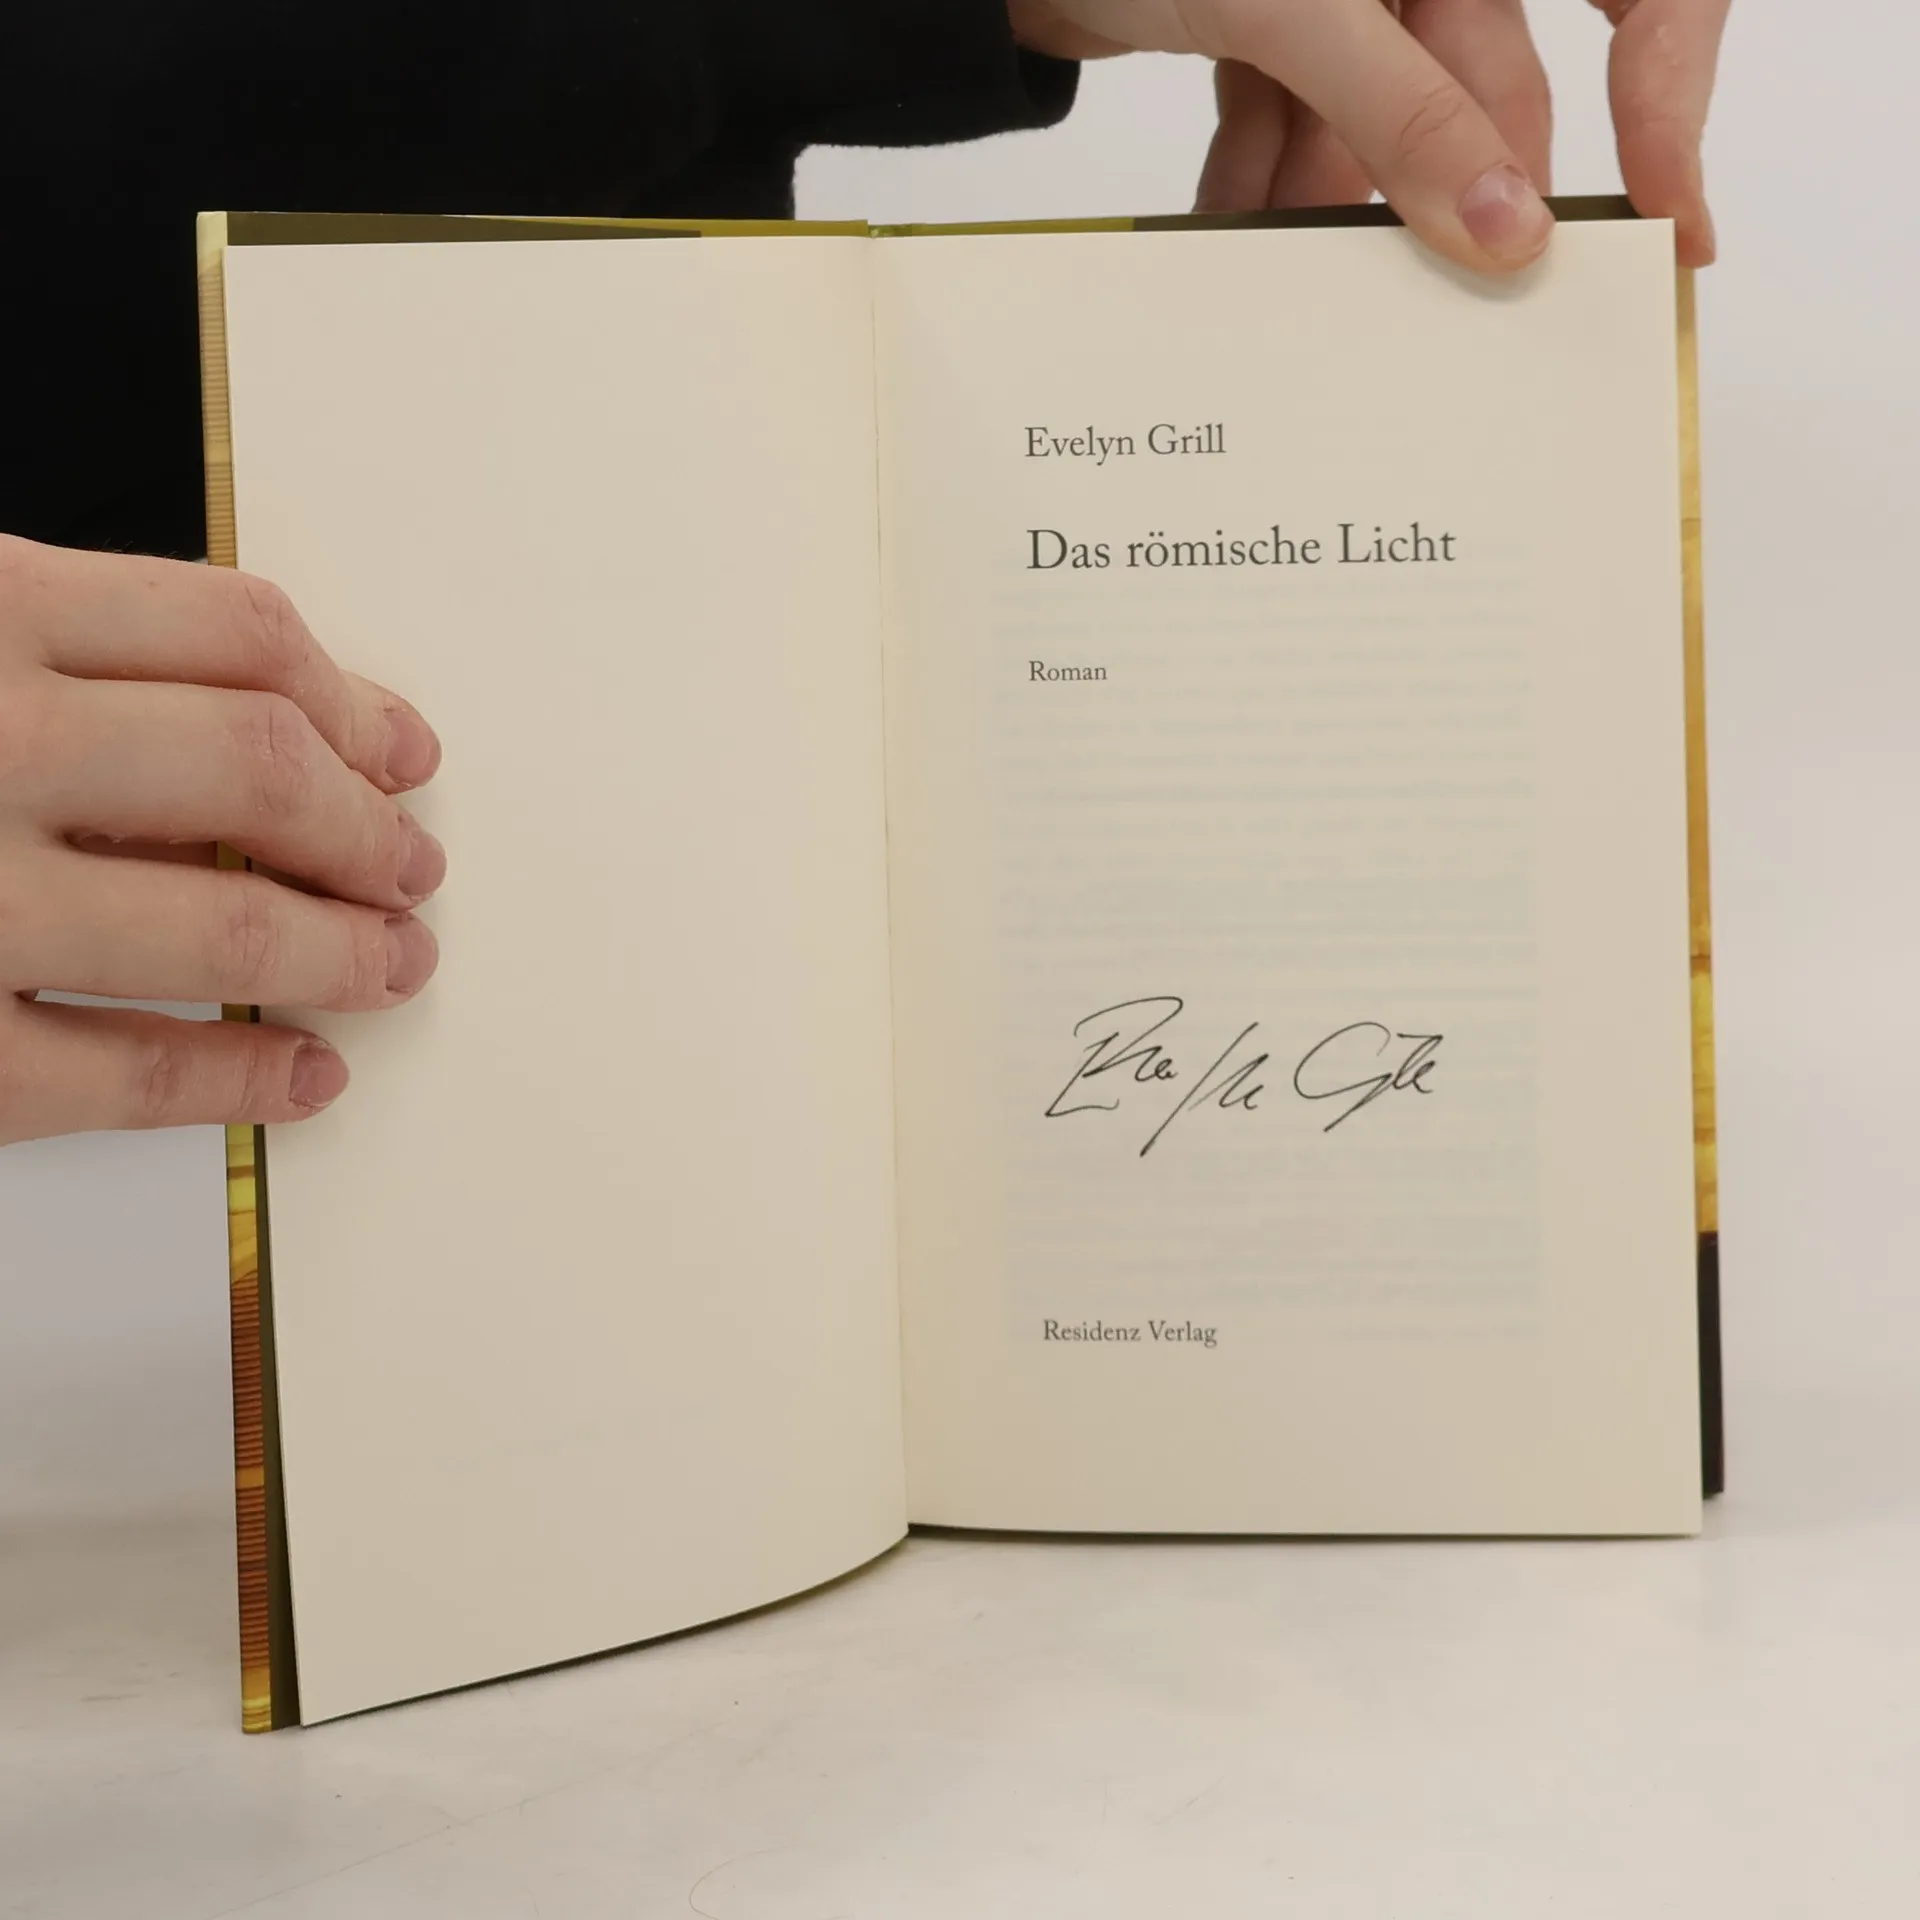 Evelyn Grill
Das römische Licht
Roman
Residenz Verlag